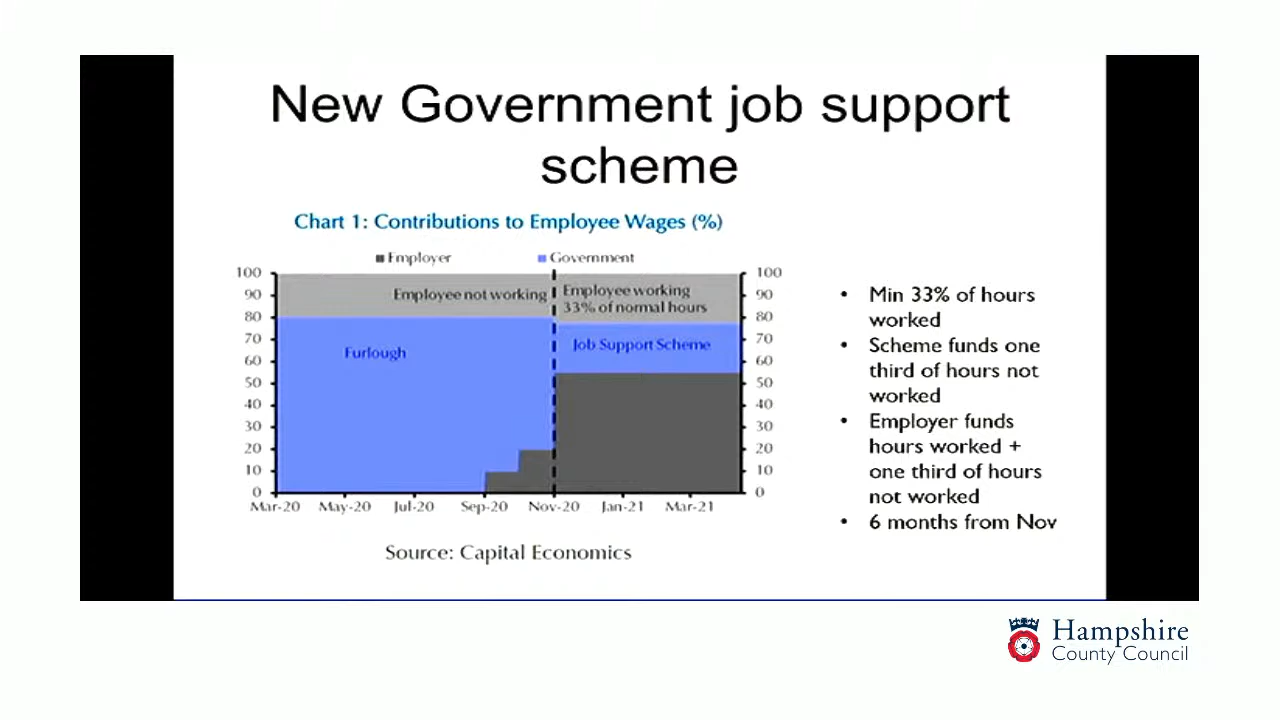 New Government job support
scheme
Chart 1: Contributions to Employee Wages (%)
Employer Government
100 100
90 Employee not working Employee working 90
33% of normal hours
80 80
70 Furlough Job Support Scheme 70
60 60
50 50
40 40
30 30
20 20
10 10
0 0
Mar-20 May-20 Jul-20 Sep-20 Nov-20 Jan-21 Mar-21
Source: Capital Economics
• Min 33% of hours
worked
• Scheme funds one
third of hours not
worked
• Employer funds
hours worked +
one third of hours
not worked
• 6 months from Nov
Hampshire
County Council